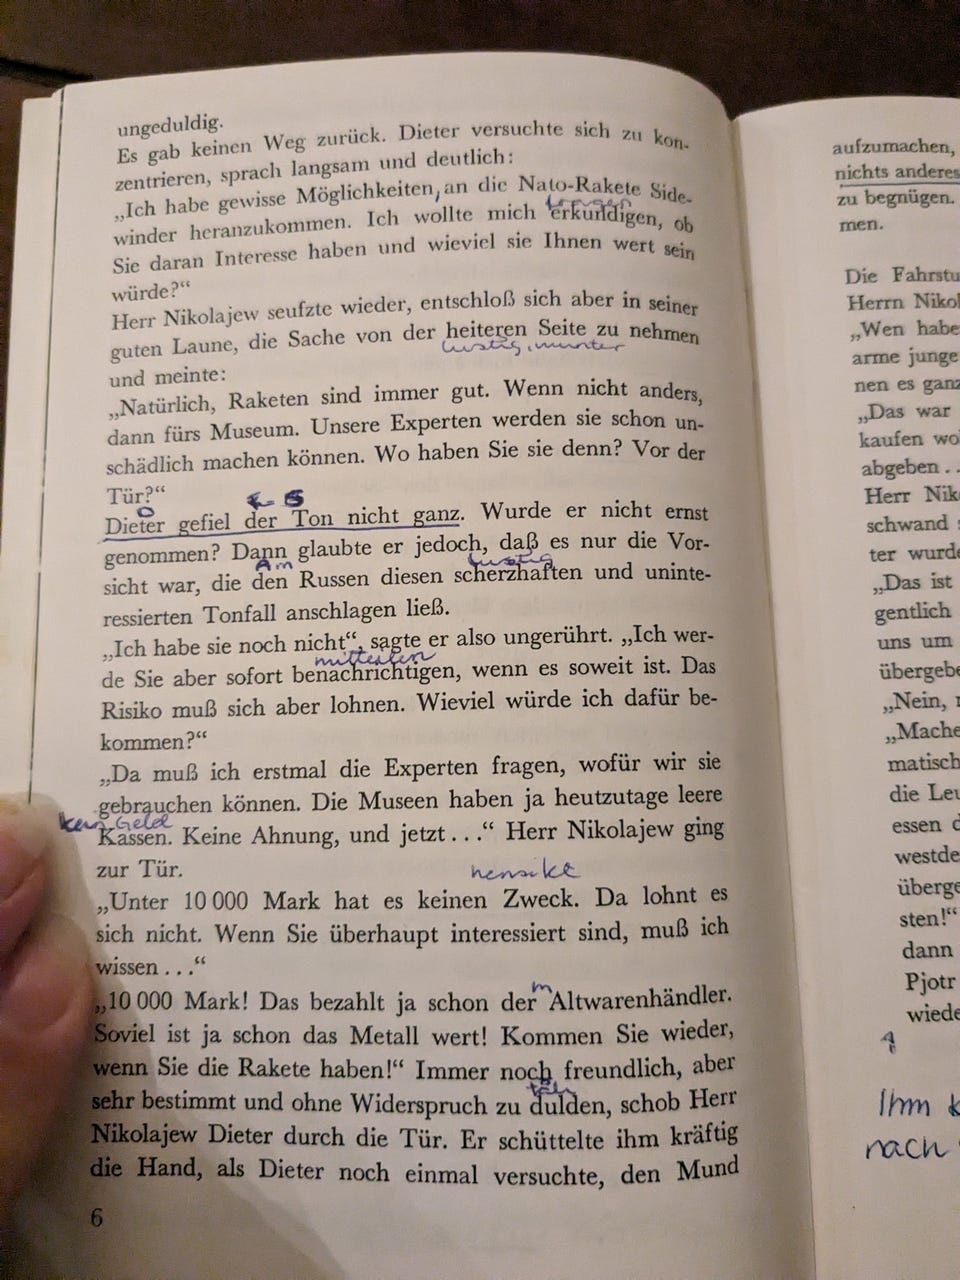 ungeduldig.
Es gab keinen Weg zurück. Dieter versuchte sich zu kon-
zentrieren, sprach langsam und deutlich:
„Ich habe gewisse Möglichkeiten, an die Nato-Rakete Side-
winder heranzukommen. Ich wollte mich erkundigen, ob
Sie daran Interesse haben und wieviel sie Ihnen wert sein
würde?“
Herr Nikolajew seufzte wieder, entschloß sich aber in seiner
guten Laune, die Sache von der heiteren Seite zu nehmen
lustig, munter
und meinte:
„Natürlich, Raketen sind immer gut. Wenn nicht anders,
dann fürs Museum. Unsere Experten werden sie schon un-
schädlich machen können. Wo haben Sie sie denn? Vor der
Tür?“
Dieter gefiel der Ton nicht ganz. Wurde er nicht ernst
genommen? Dann glaubte er jedoch, daß es nur die Vor-
Am lustig
sicht war, die den Russen diesen scherzhaften und uninte-
ressierten Tonfall anschlagen ließ.
„Ich habe sie noch nicht“, sagte er also ungerührt. „Ich wer-
mitteilen
de Sie aber sofort benachrichtigen, wenn es soweit ist. Das
Risiko muß sich aber lohnen. Wieviel würde ich dafür be-
kommen?“
„Da muß ich erstmal die Experten fragen, wofür wir sie
gebrauchen können. Die Museen haben ja heutzutage leere
kein Geld
Kassen. Keine Ahnung, und jetzt . . .“ Herr Nikolajew ging
zur Tür.
„Unter 10 000 Mark hat es keinen Zweck. Da lohnt es
sich nicht. Wenn Sie überhaupt interessiert sind, muß ich
wissen . . .“
m
„10 000 Mark! Das bezahlt ja schon der Altwarenhändler.
Soviel ist ja schon das Metall wert! Kommen Sie wieder,
wenn Sie die Rakete haben!“ Immer noch freundlich, aber
sehr bestimmt und ohne Widerspruch zu dulden, schob Herr
Nikolajew Dieter durch die Tür. Er schüttelte ihm kräftig
die Hand, als Dieter noch einmal versuchte, den Mund
6
aufzumachen,
nichts anderes
zu begnügen.
men.
Die Fahrstu
Herrn Nikol
„Wen habe
arme junge
nen es ganz
„Das war
kaufen wo
abgeben . .
Herr Nik
schwand
ter wurde
„Das ist
gentlich
uns um
übergebe
„Nein,
„Mache
matisch
die Leu
essen d
westde
überge
sten!“
dann
Pjotr
wiede
Ihm k
nach